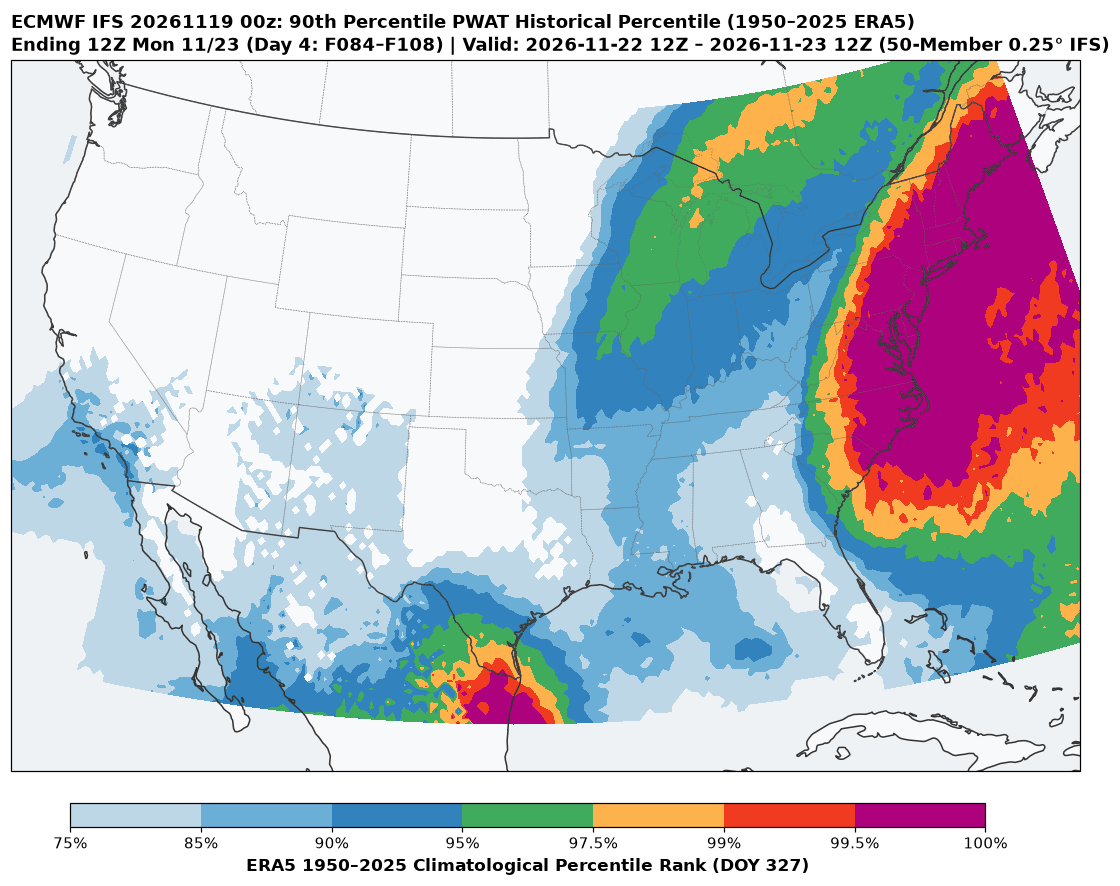 ECMWF IFS 20261119 00z: 90th Percentile PWAT Historical Percentile (1950–2025 ERA5)
Ending 12Z Mon 11/23 (Day 4: F084–F108) | Valid: 2026-11-22 12Z – 2026-11-23 12Z (50-Member 0.25° IFS)
75% 85% 90% 95% 97.5% 99% 99.5% 100%
ERA5 1950–2025 Climatological Percentile Rank (DOY 327)